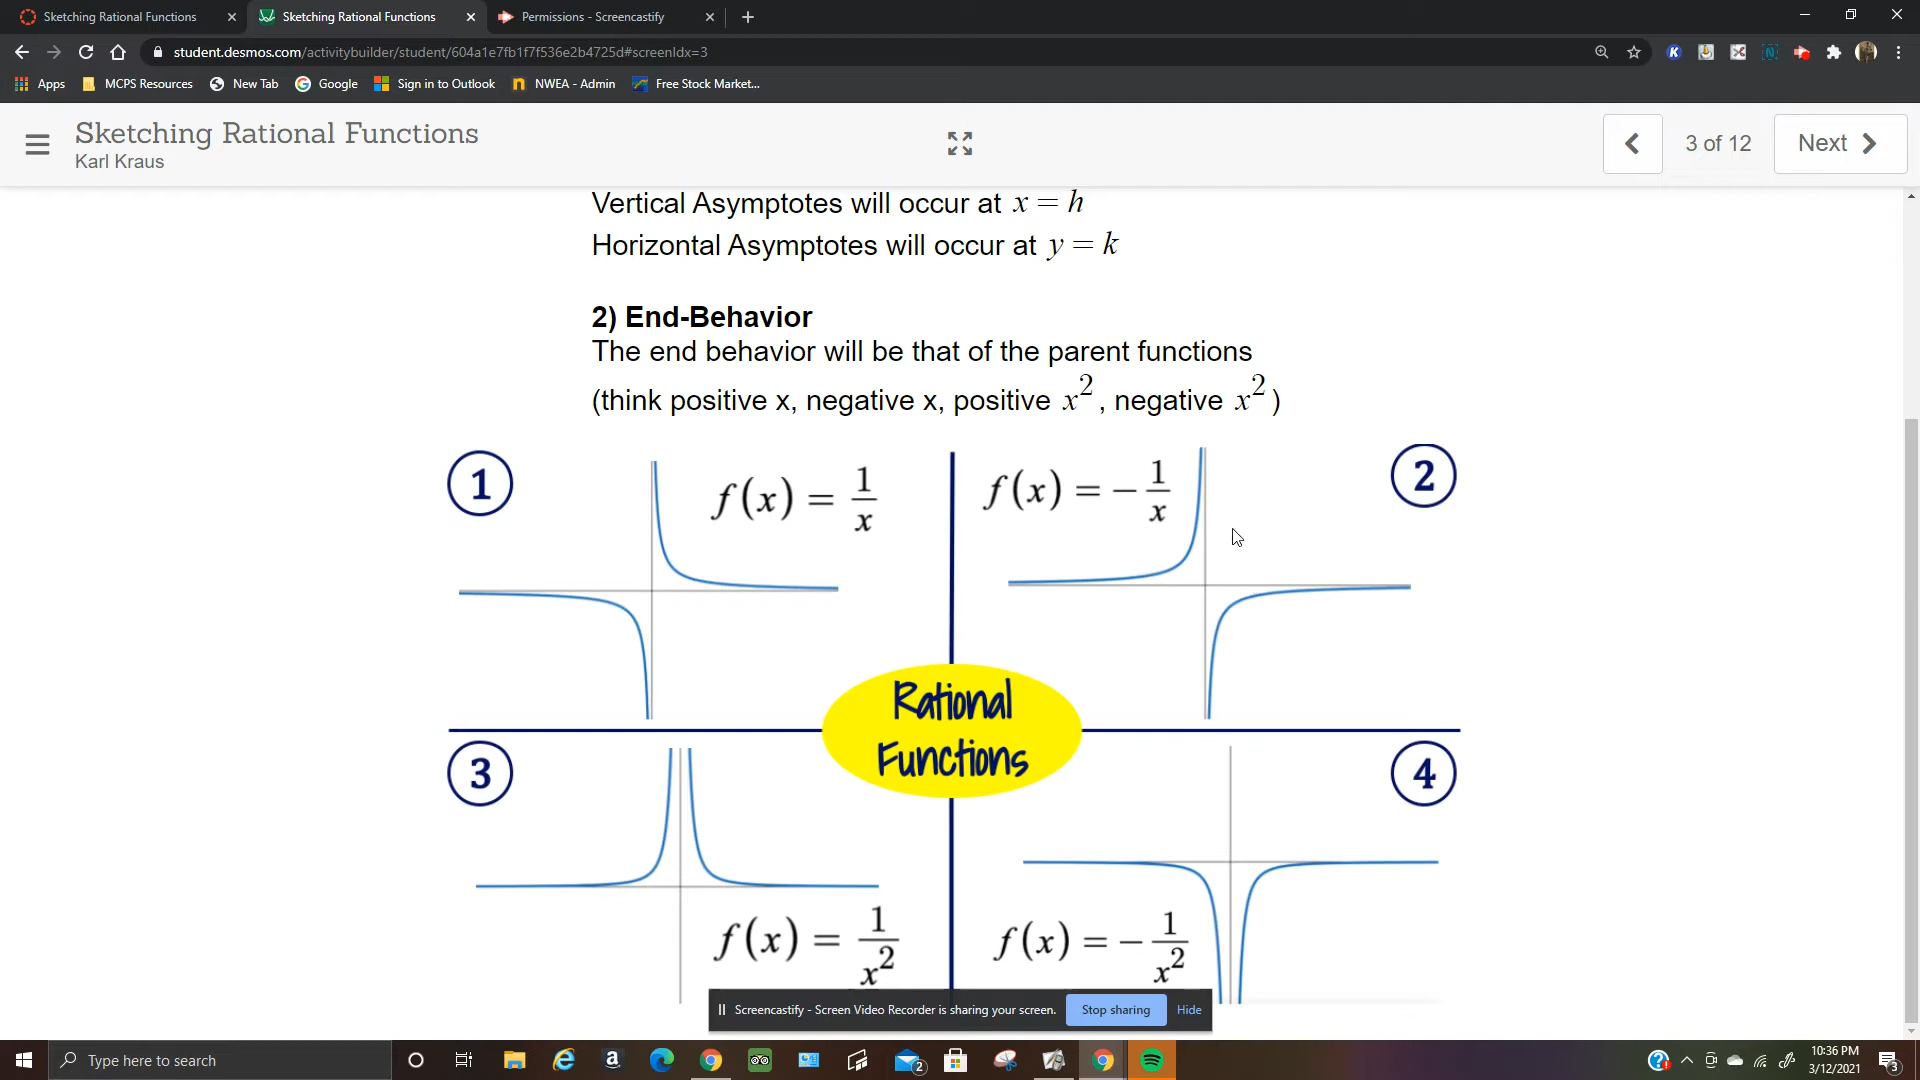 Sketching Rational Functions
Sketching Rational Functions
Permissions - Screencastify
student.desmos.com/activitybuilder/student/604a1e7fb1f7f536e2b4725d#screenIdx=3
Apps
MCPS Resources
New Tab
Google
Sign in to Outlook
NWEA - Admin
Free Stock Market...
Sketching Rational Functions
Karl Kraus
3 of 12
Next
Vertical Asymptotes will occur at x = h
Horizontal Asymptotes will occur at y = k
2) End-Behavior
The end behavior will be that of the parent functions
(think positive x, negative x, positive x², negative x²)
1
f(x) = 1/x
f(x) = −1/x
2
Rational
Functions
3
f(x) = 1/x²
4
f(x) = −1/x²
Screencastify - Screen Video Recorder is sharing your screen.
Stop sharing
Hide
Type here to search
2
10:36 PM
3/12/2021
3